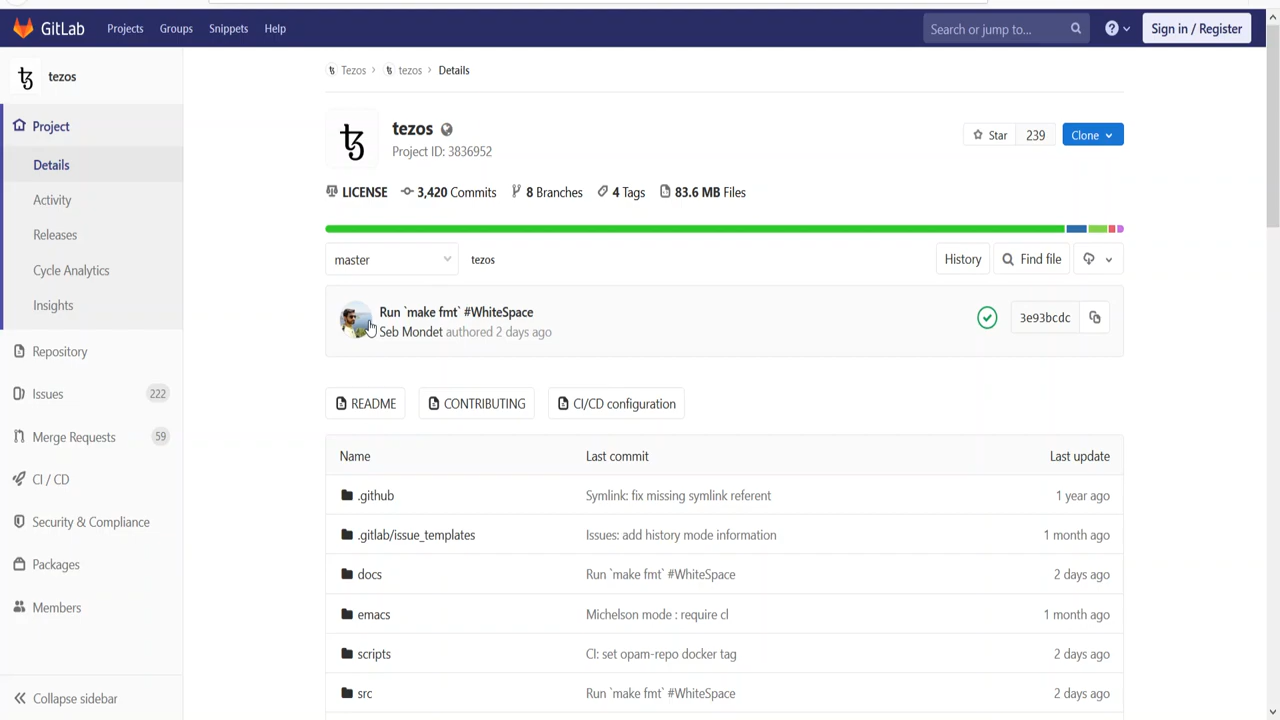 GitLab Projects Groups Snippets Help Search or jump to... Sign in / Register
tezos
Tezos tezos Details
Project
Details
Activity
Releases
Cycle Analytics
Insights
Repository
Issues 222
Merge Requests 59
CI / CD
Security & Compliance
Packages
Members
Collapse sidebar
tezos
Project ID: 3836952
Star 239 Clone
LICENSE 3,420 Commits 8 Branches 4 Tags 83.6 MB Files
master tezos History Find file
Run `make fmt` #WhiteSpace
Seb Mondet authored 2 days ago
3e93bcdc
README CONTRIBUTING CI/CD configuration
Name Last commit Last update
.github Symlink: fix missing symlink referent 1 year ago
.gitlab/issue_templates Issues: add history mode information 1 month ago
docs Run `make fmt` #WhiteSpace 2 days ago
emacs Michelson mode : require cl 1 month ago
scripts CI: set opam-repo docker tag 2 days ago
src Run `make fmt` #WhiteSpace 2 days ago